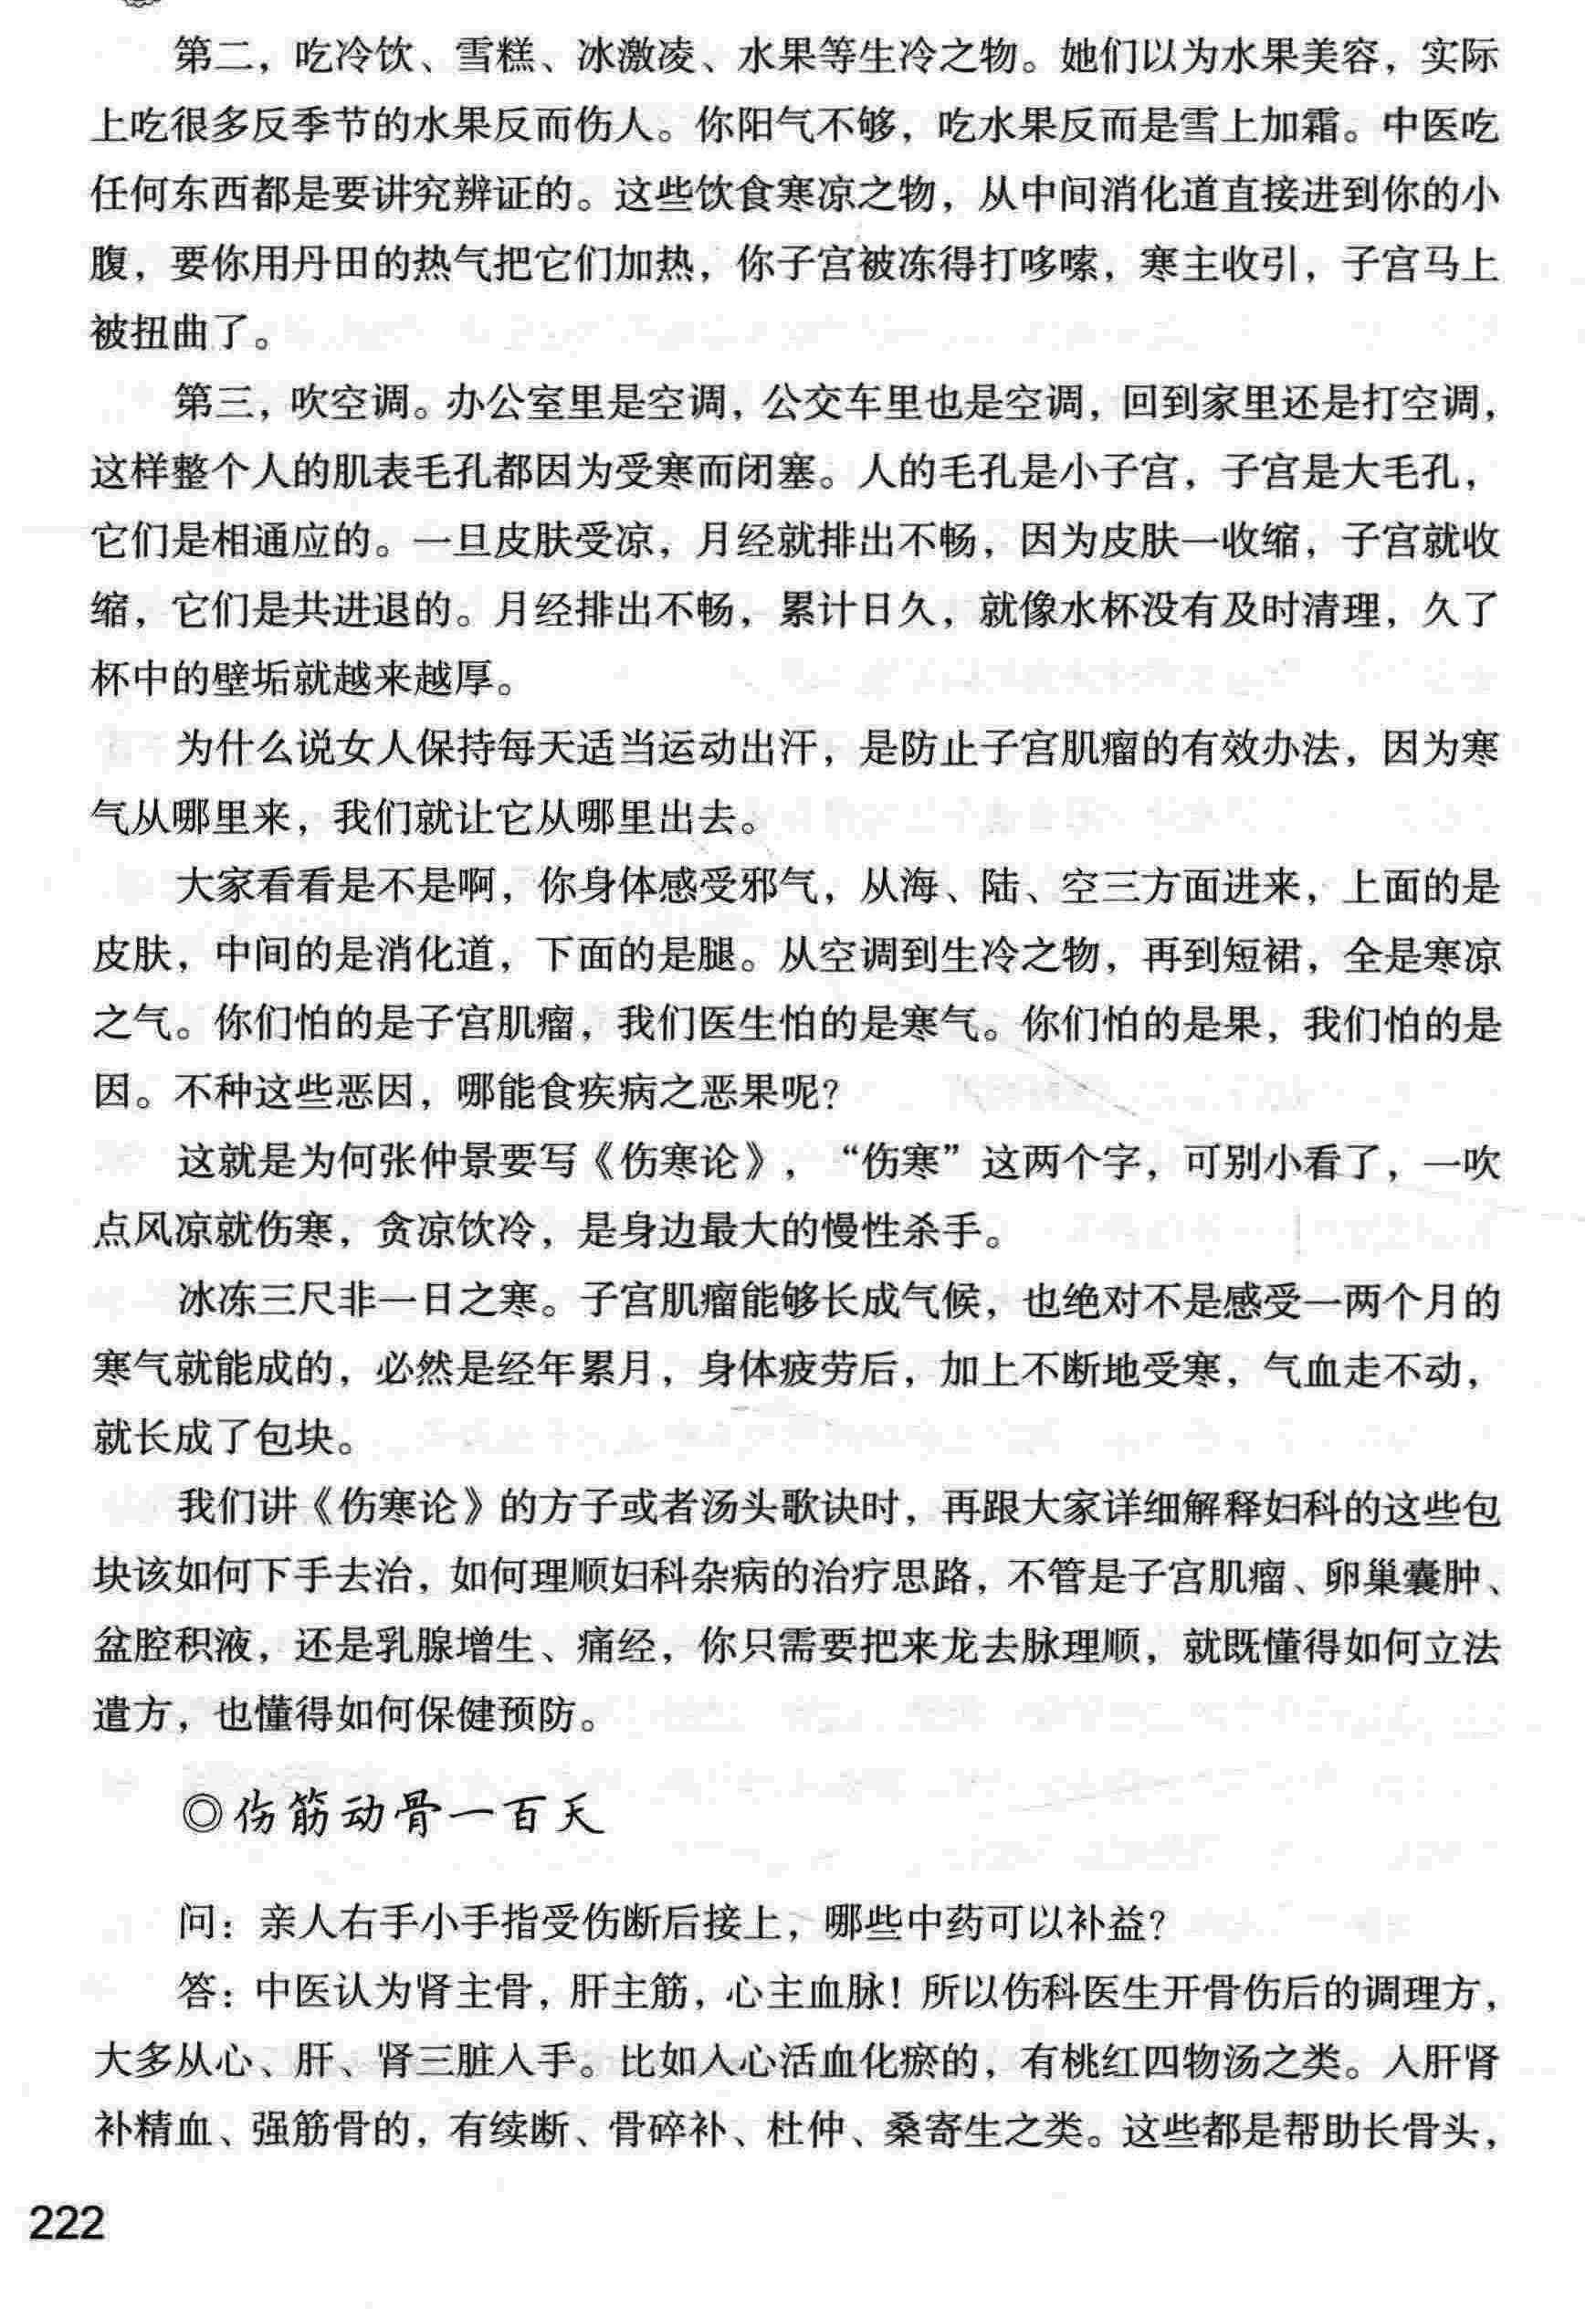 第二，吃冷饮、雪糕、冰激凌、水果等生冷之物。她们以为水果美容，实际
上吃很多反季节的水果反而伤人。你阳气不够，吃水果反而是雪上加霜。中医吃
任何东西都是要讲究辨证的。这些饮食寒凉之物，从中间消化道直接进到你的小
腹，要你用丹田的热气把它们加热，你子宫被冻得打哆嗦，寒主收引，子宫马上
被扭曲了。
第三，吹空调。办公室里是空调，公交车里也是空调，回到家里还是打空调，
这样整个人的肌表毛孔都因为受寒而闭塞。人的毛孔是小子宫，子宫是大毛孔，
它们是相通应的。一旦皮肤受凉，月经就排出不畅，因为皮肤一收缩，子宫就收
缩，它们是共进退的。月经排出不畅，累计日久，就像水杯没有及时清理，久了
杯中的壁垢就越来越厚。
为什么说女人保持每天适当运动出汗，是防止子宫肌瘤的有效办法，因为寒
气从哪里来，我们就让它从哪里出去。
大家看看是不是啊，你身体感受邪气，从海、陆、空三方面进来，上面的是
皮肤，中间的是消化道，下面的是腿。从空调到生冷之物，再到短裙，全是寒凉
之气。你们怕的是子宫肌瘤，我们医生怕的是寒气。你们怕的是果，我们怕的是
因。不种这些恶因，哪能食疾病之恶果呢？
这就是为何张仲景要写《伤寒论》，“伤寒”这两个字，可别小看了，一吹
点风凉就伤寒，贪凉饮冷，是身边最大的慢性杀手。
冰冻三尺非一日之寒。子宫肌瘤能够长成气候，也绝对不是感受一两个月的
寒气就能成的，必然是经年累月，身体疲劳后，加上不断地受寒，气血走不动，
就长成了包块。
我们讲《伤寒论》的方子或者汤头歌诀时，再跟大家详细解释妇科的这些包
块该如何下手去治，如何理顺妇科杂病的治疗思路，不管是子宫肌瘤、卵巢囊肿、
盆腔积液，还是乳腺增生、痛经，你只需要把来龙去脉理顺，就既懂得如何立法
遣方，也懂得如何保健预防。
◎伤筋动骨一百天
问：亲人右手小手指受伤断后接上，哪些中药可以补益？
答：中医认为肾主骨，肝主筋，心主血脉！所以伤科医生开骨伤后的调理方，
大多从心、肝、肾三脏入手。比如入心活血化瘀的，有桃红四物汤之类。入肝肾
补精血、强筋骨的，有续断、骨碎补、杜仲、桑寄生之类。这些都是帮助长骨头，
222